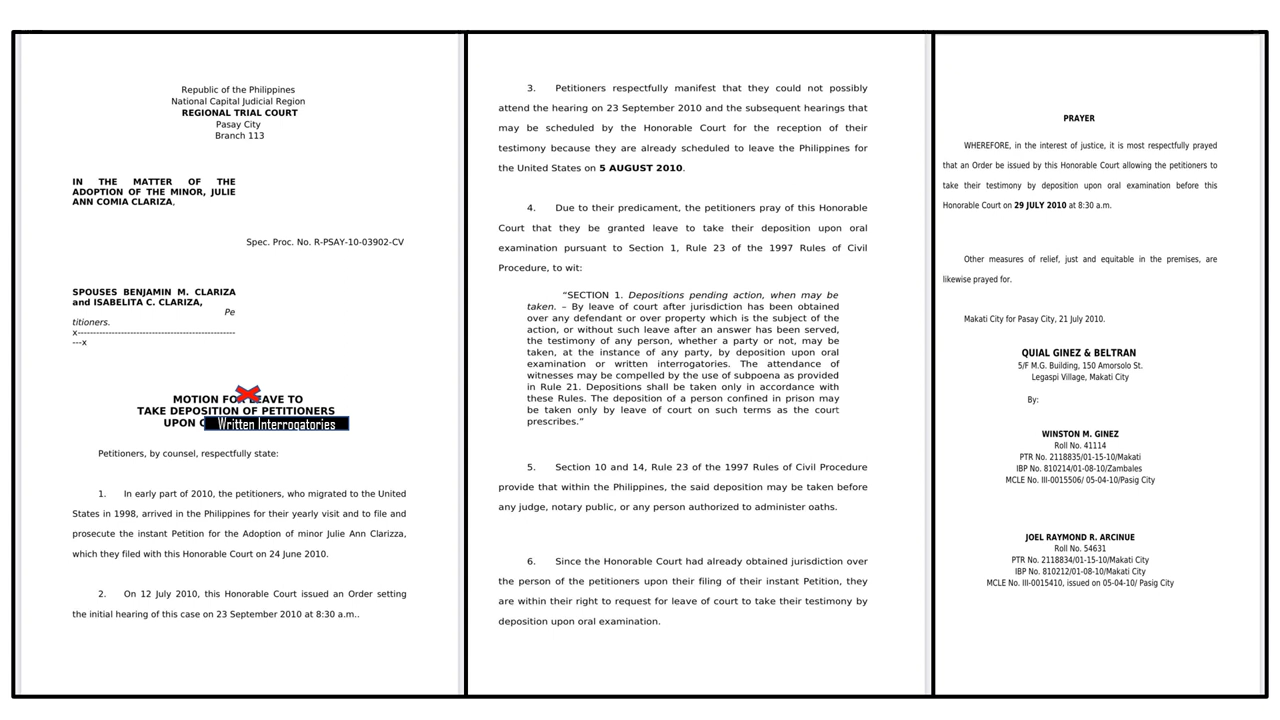 Republic of the Philippines
National Capital Judicial Region
REGIONAL TRIAL COURT
Pasay City
Branch 113
IN THE MATTER OF THE
ADOPTION OF THE MINOR, JULIE
ANN COMIA CLARIZA,
Spec. Proc. No. R-PSAY-10-03902-CV
SPOUSES BENJAMIN M. CLARIZA
and ISABELITA C. CLARIZA,
Pe
titioners.
x------------------------------------------------
---x
MOTION FOR LEAVE TO
TAKE DEPOSITION OF PETITIONERS
UPON Written Interrogatories
Petitioners, by counsel, respectfully state:
1. In early part of 2010, the petitioners, who migrated to the United
States in 1998, arrived in the Philippines for their yearly visit and to file and
prosecute the instant Petition for the Adoption of minor Julie Ann Clarizza,
which they filed with this Honorable Court on 24 June 2010.
2. On 12 July 2010, this Honorable Court issued an Order setting
the initial hearing of this case on 23 September 2010 at 8:30 a.m..
3. Petitioners respectfully manifest that they could not possibly
attend the hearing on 23 September 2010 and the subsequent hearings that
may be scheduled by the Honorable Court for the reception of their
testimony because they are already scheduled to leave the Philippines for
the United States on 5 AUGUST 2010.
4. Due to their predicament, the petitioners pray of this Honorable
Court that they be granted leave to take their deposition upon oral
examination pursuant to Section 1, Rule 23 of the 1997 Rules of Civil
Procedure, to wit:
“SECTION 1. Depositions pending action, when may be
taken. – By leave of court after jurisdiction has been obtained
over any defendant or over property which is the subject of the
action, or without such leave after an answer has been served,
the testimony of any person, whether a party or not, may be
taken, at the instance of any party, by deposition upon oral
examination or written interrogatories. The attendance of
witnesses may be compelled by the use of subpoena as provided
in Rule 21. Depositions shall be taken only in accordance with
these Rules. The deposition of a person confined in prison may
be taken only by leave of court on such terms as the court
prescribes.”
5. Section 10 and 14, Rule 23 of the 1997 Rules of Civil Procedure
provide that within the Philippines, the said deposition may be taken before
any judge, notary public, or any person authorized to administer oaths.
6. Since the Honorable Court had already obtained jurisdiction over
the person of the petitioners upon their filing of their instant Petition, they
are within their right to request for leave of court to take their testimony by
deposition upon oral examination.
PRAYER
WHEREFORE, in the interest of justice, it is most respectfully prayed
that an Order be issued by this Honorable Court allowing the petitioners to
take their testimony by deposition upon oral examination before this
Honorable Court on 29 JULY 2010 at 8:30 a.m.
Other measures of relief, just and equitable in the premises, are
likewise prayed for.
Makati City for Pasay City, 21 July 2010.
QUIAL GINEZ & BELTRAN
5/F M.G. Building, 150 Amorsolo St.
Legaspi Village, Makati City
By:
WINSTON M. GINEZ
Roll No. 41114
PTR No. 2118835/01-15-10/Makati
IBP No. 810214/01-08-10/Zambales
MCLE No. III-0015506/ 05-04-10/Pasig City
JOEL RAYMOND R. ARCINUE
Roll No. 54631
PTR No. 2118834/01-15-10/Makati City
IBP No. 810212/01-08-10/Makati City
MCLE No. III-0015410, issued on 05-04-10/ Pasig City